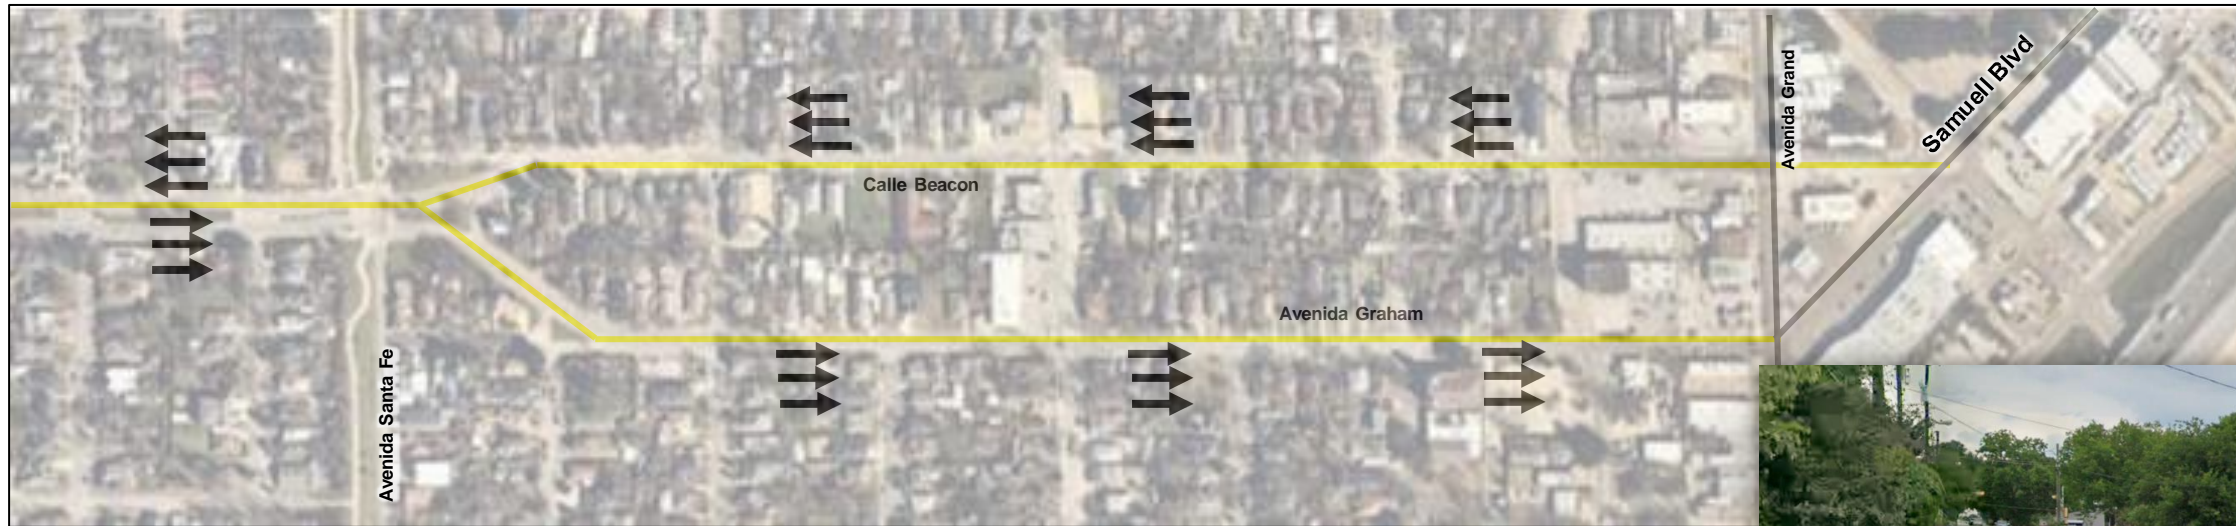 Samuell Blvd
Avenida Grand
Calle Beacon
Avenida Graham
Avenida Santa Fe